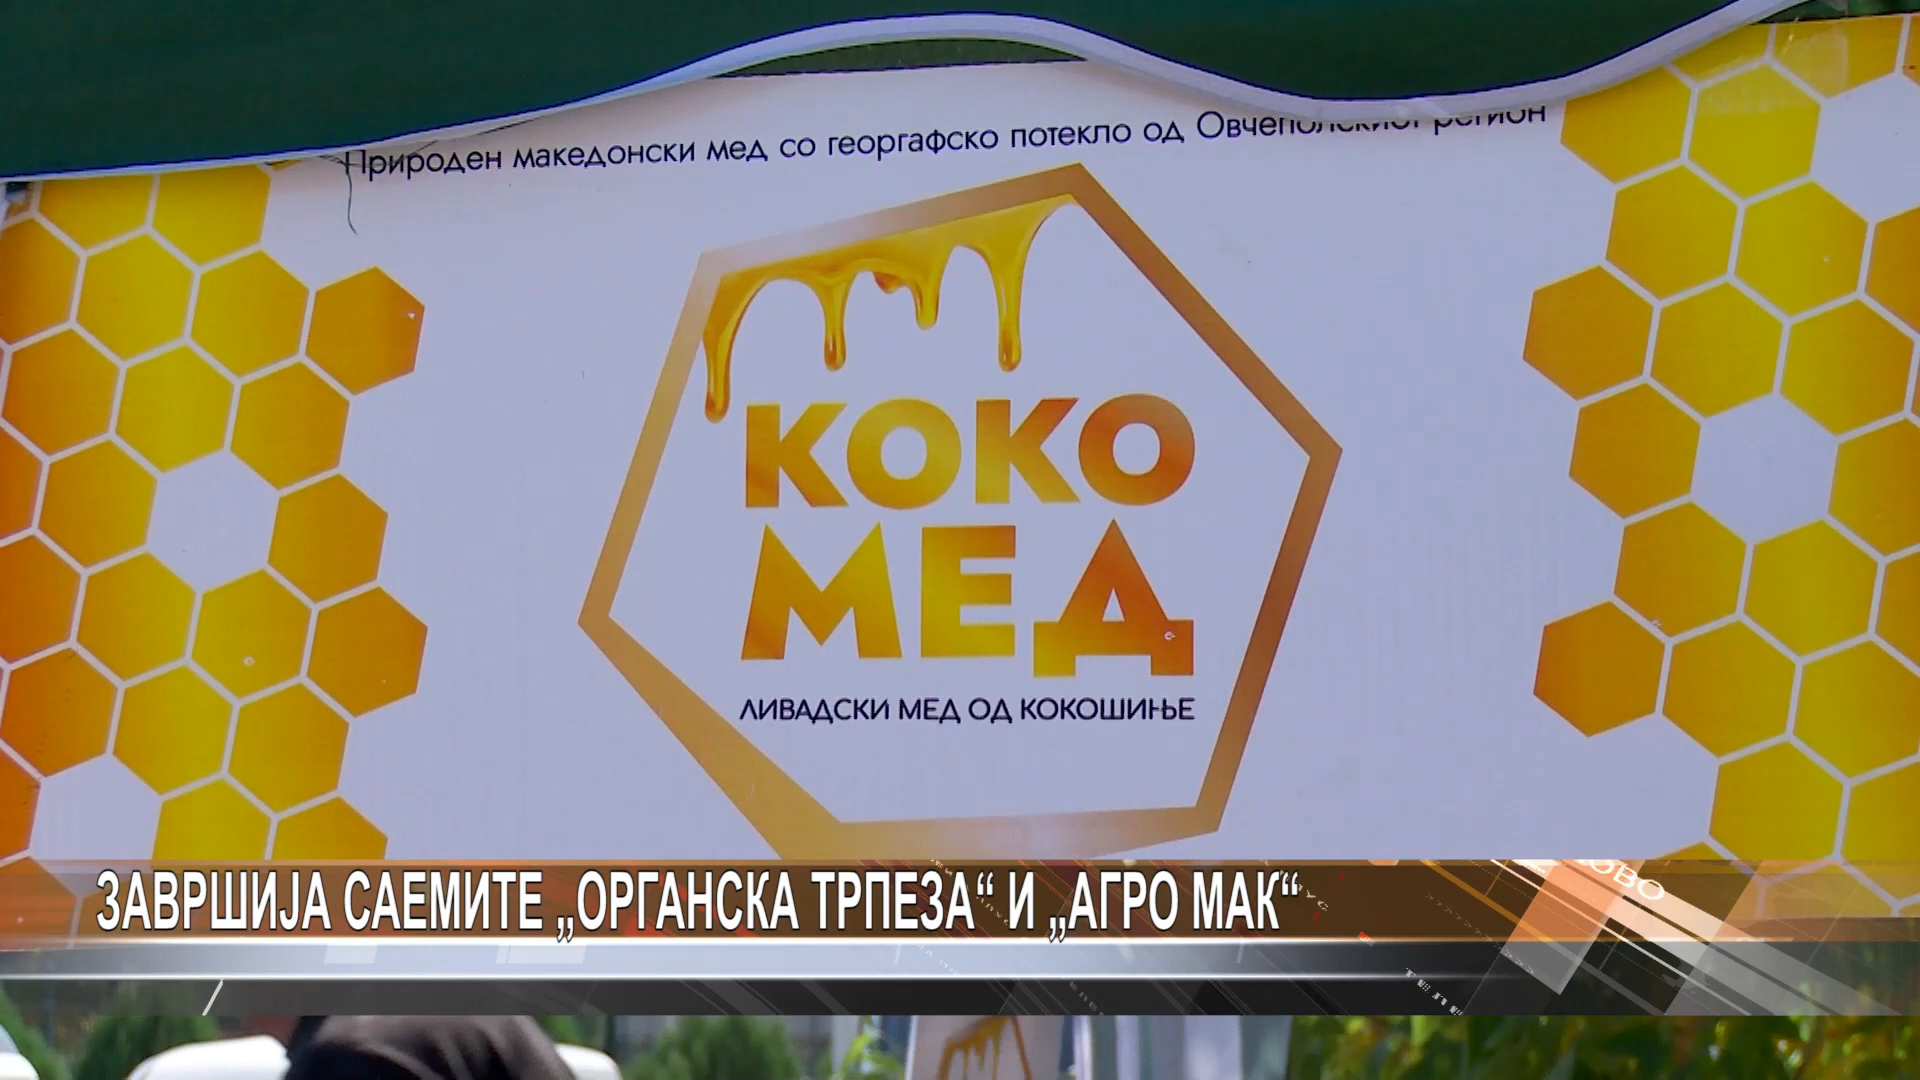 Природен македонски мед со георгафско потекло од Овчеполскиот регион
КОКО
МЕД
ЛИВАДСКИ МЕД ОД КОКОШИЊЕ
ЗАВРШИЈА САЕМИТЕ „ОРГАНСКА ТРПЕЗА“ И „АГРО МАК“